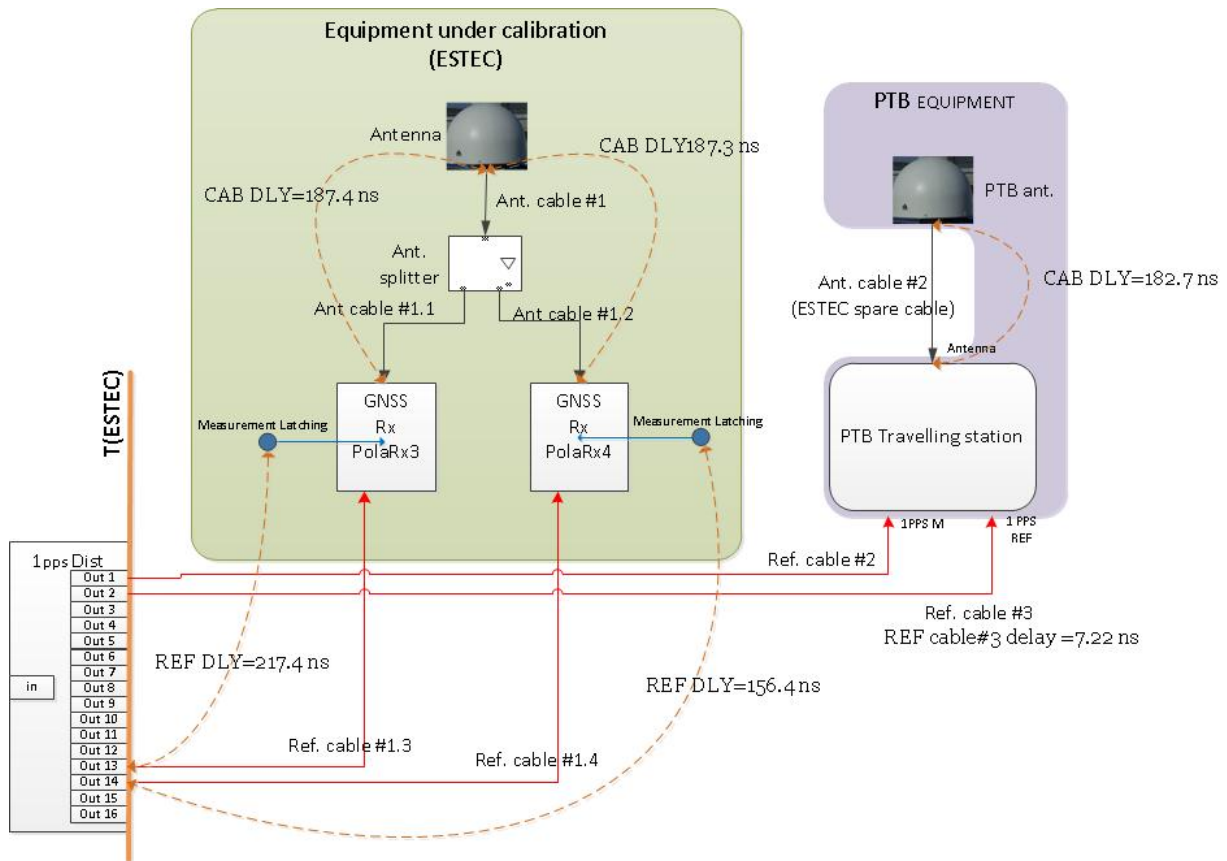 Equipment under calibration
(ESTEC)
Antenna
CAB DLY187.3 ns
CAB DLY=187.4 ns
Ant. cable #1
Ant.
splitter
Ant cable #1.1
Ant cable #1.2
GNSS
Rx
PolaRx3
GNSS
Rx
PolaRx4
Measurement Latching
Measurement Latching
PTB EQUIPMENT
PTB ant.
Ant. cable #2
(ESTEC spare cable)
CAB DLY=182.7 ns
Antenna
PTB Travelling station
1PPS M
1 PPS
REF
T(ESTEC)
1pps Dist
in
Out 1
Out 2
Out 3
Out 4
Out 5
Out 6
Out 7
Out 8
Out 9
Out 10
Out 11
Out 12
Out 13
Out 14
Out 15
Out 16
Ref. cable #2
Ref. cable #3
REF cable#3 delay =7.22 ns
REF DLY=217.4 ns
REF DLY=156.4 ns
Ref. cable #1.3
Ref. cable #1.4